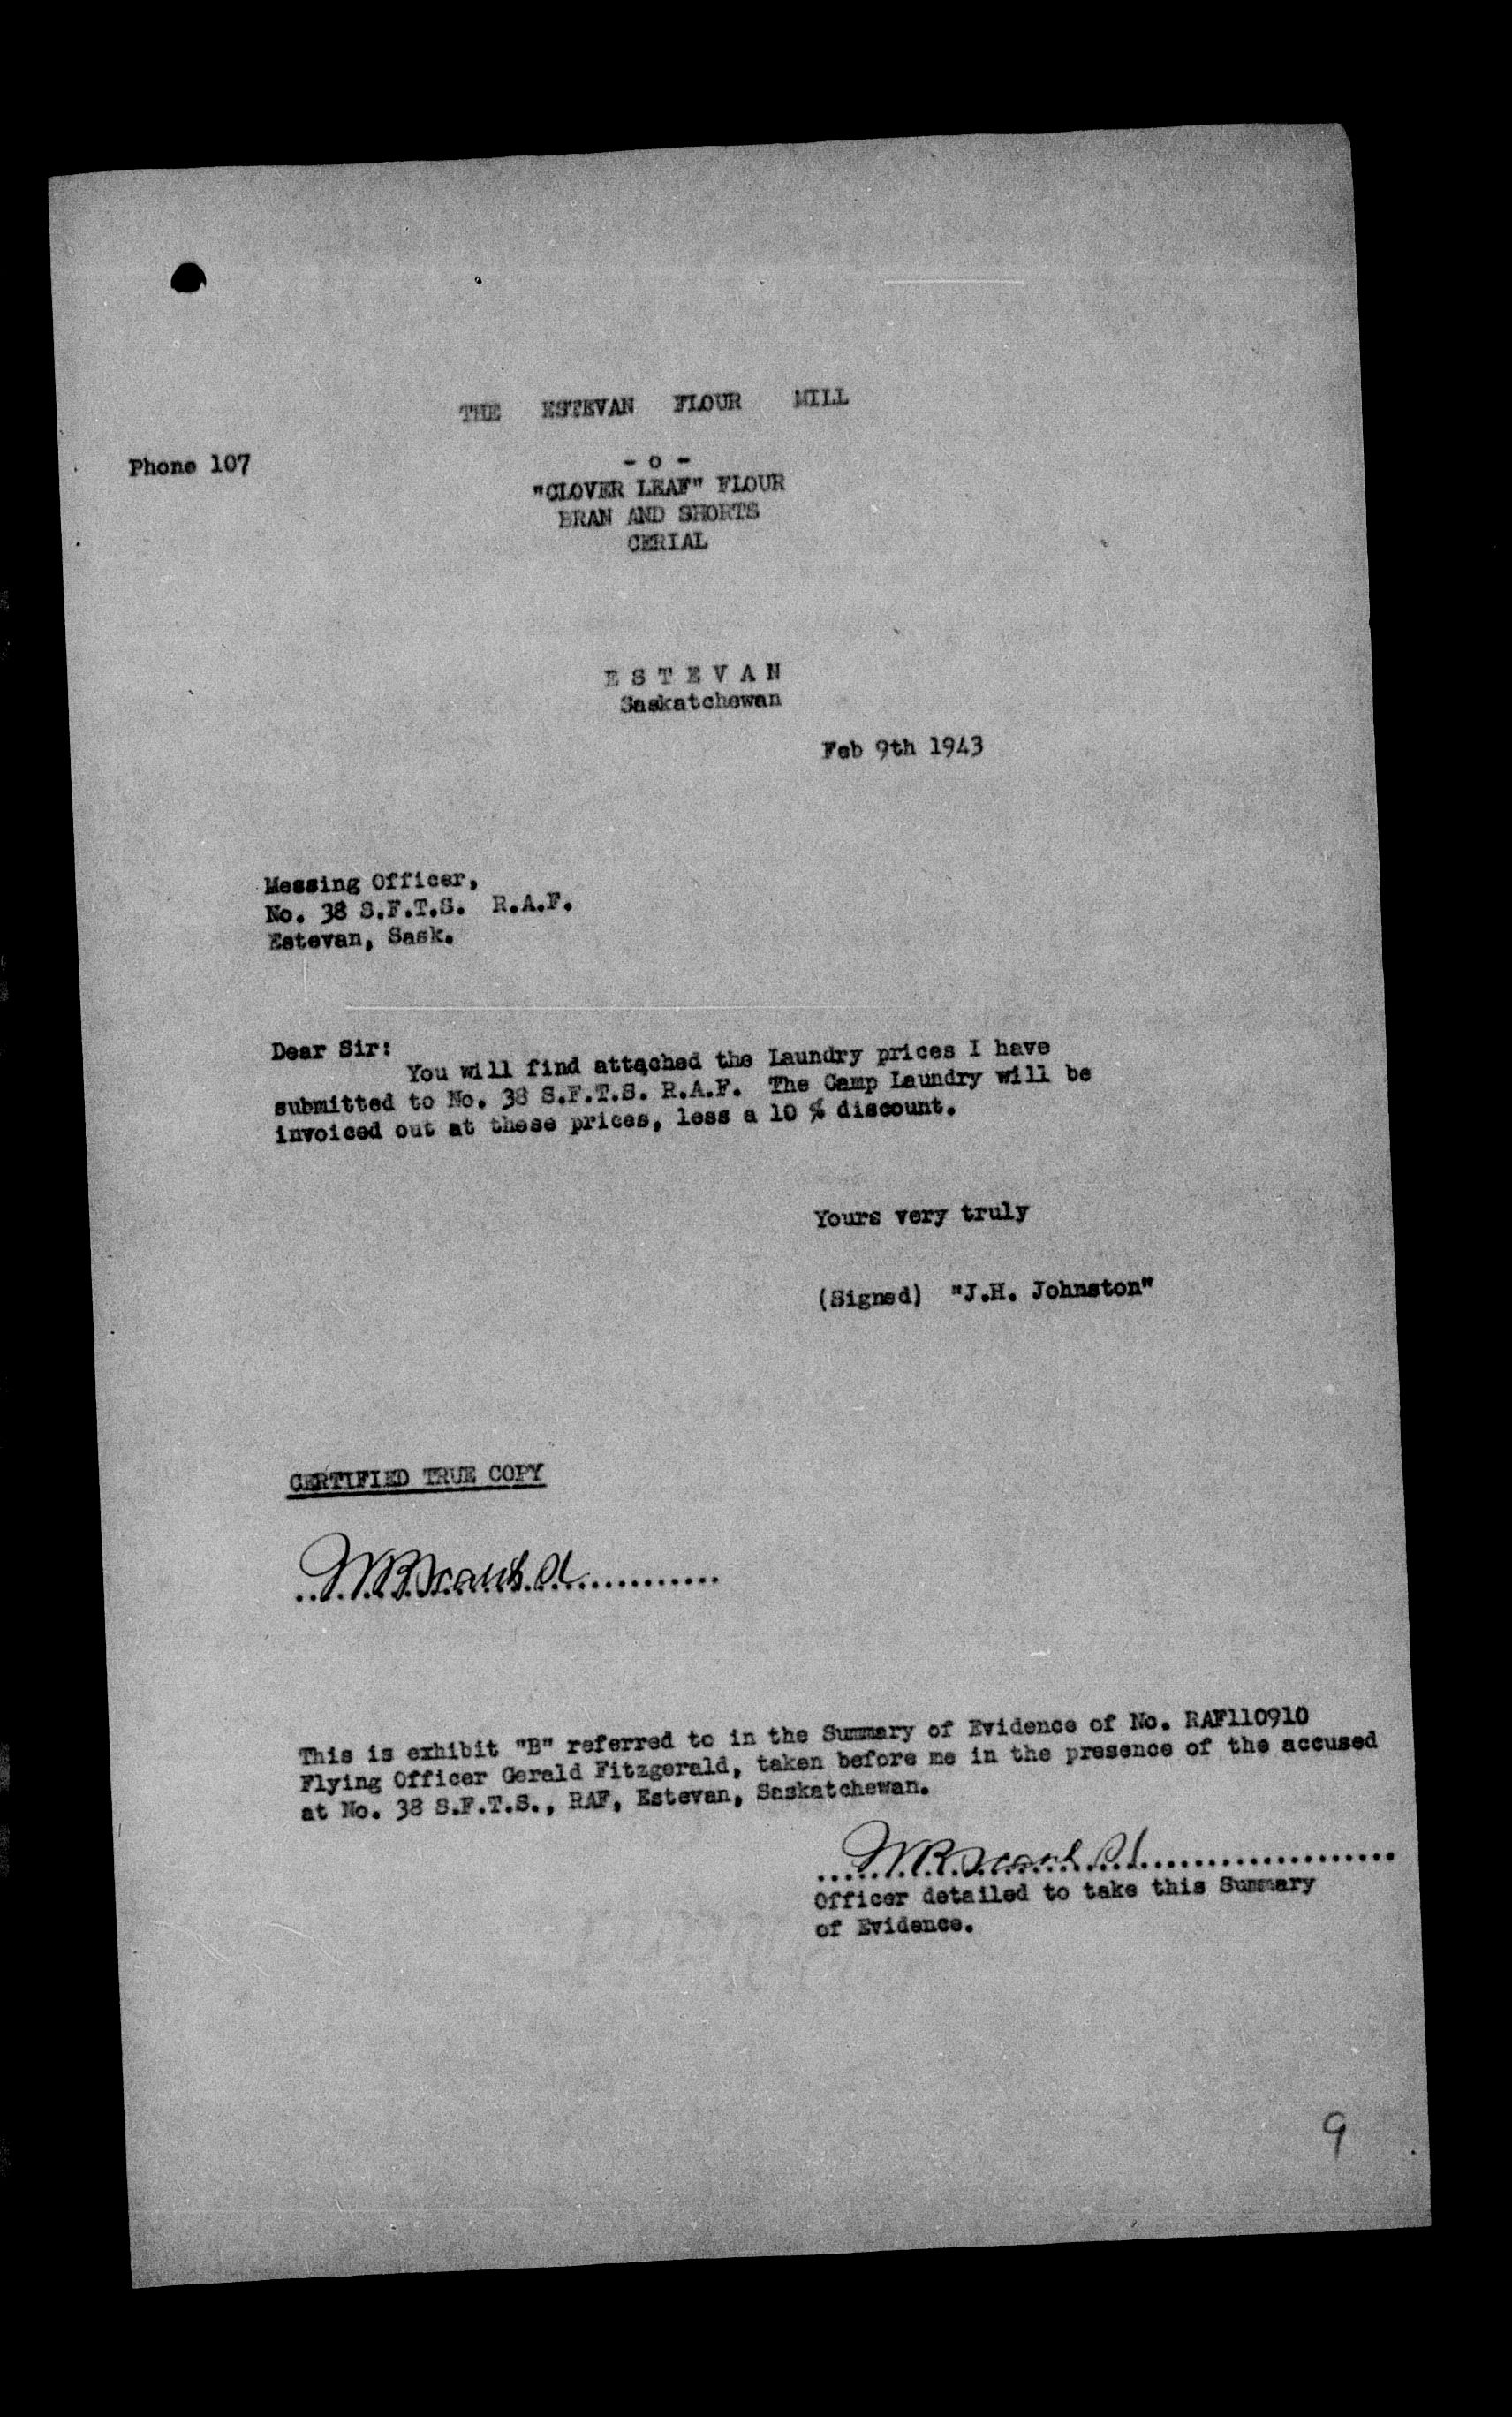 THE ESTEVAN FLOUR MILL
Phone 107
- o -
"CLOVER LEAF" FLOUR
BRAN AND SHORTS
CERIAL
E S T E V A N
Saskatchewan
Feb 9th 1943
Messing Officer,
No. 38 S.F.T.S. R.A.F.
Estevan, Sask.
Dear Sir:
You will find attached the Laundry prices I have
submitted to No. 38 S.F.T.S. R.A.F. The Camp Laundry will be
invoiced out at these prices, less a 10 % discount.
Yours very truly
(Signed) "J.H. Johnston"
CERTIFIED TRUE COPY
This is exhibit "B" referred to in the Summary of Evidence of No. RAF110910
Flying Officer Gerald Fitzgerald, taken before me in the presence of the accused
at No. 38 S.F.T.S., RAF, Estevan, Saskatchewan.
Officer detailed to take this Summary
of Evidence.
9